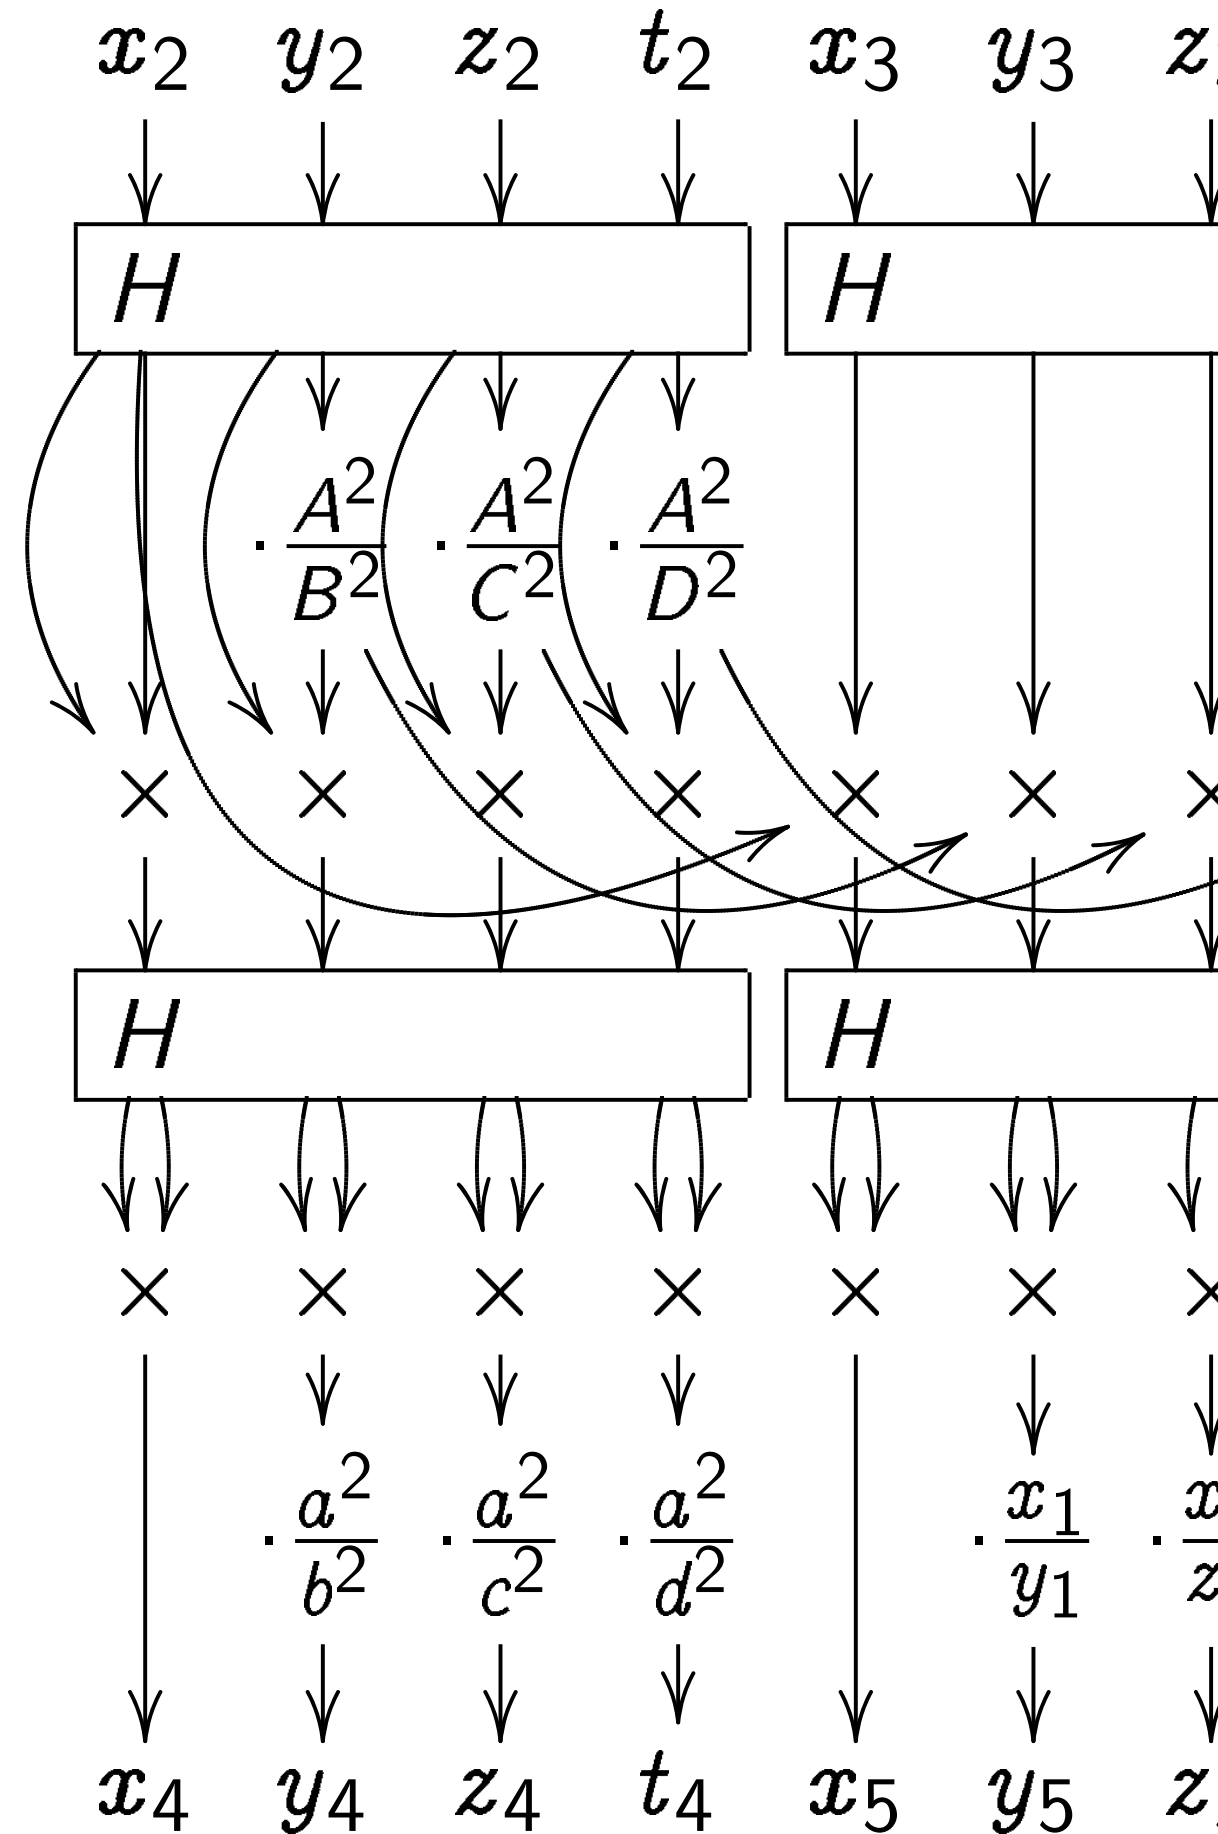 x2 y2 z2 t2 x3 y3 z
H H
· A²/B² · A²/C² · A²/D²
× × × × × × ×
H H
× × × × × × ×
· a²/b² · a²/c² · a²/d² · x1/y1 · x/z
x4 y4 z4 t4 x5 y5 z